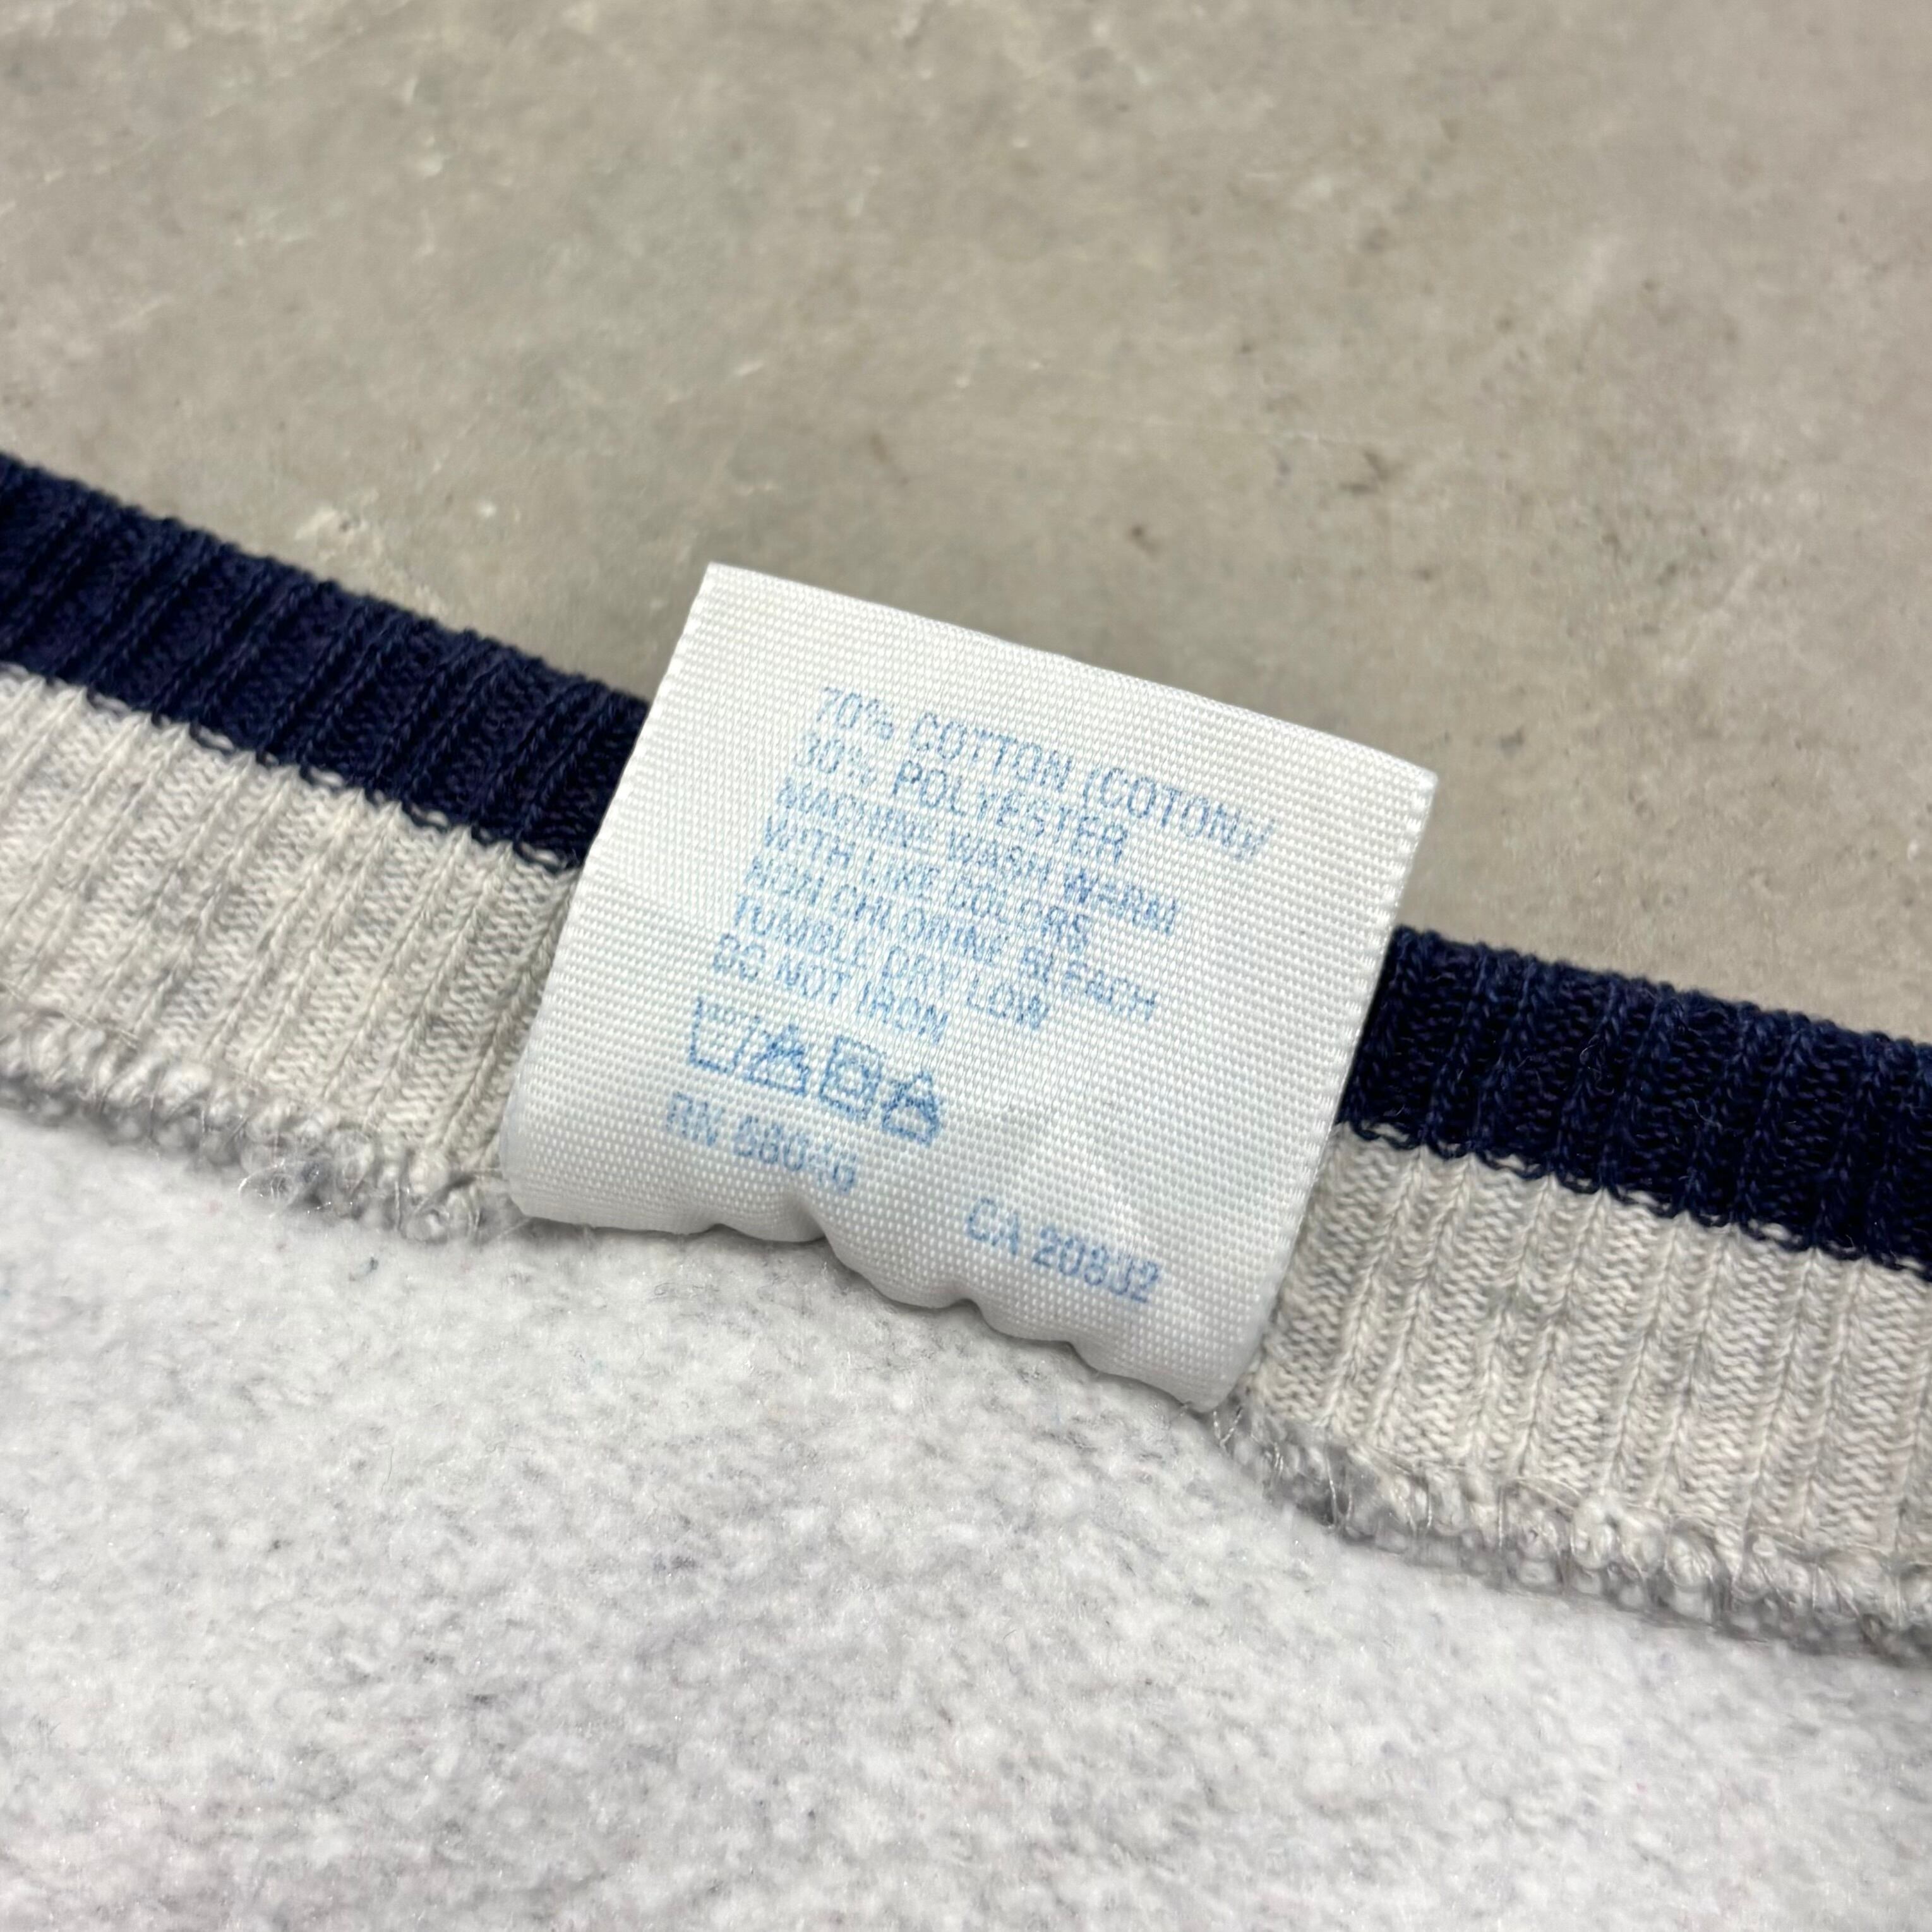 70% COTTON (COTON)/
30% POLYESTER
MACHINE WASH WARM
WITH LIKE COLORS
NON CHLORINE BLEACH
TUMBLE DRY LOW
DO NOT IRON
RN
CA 20832